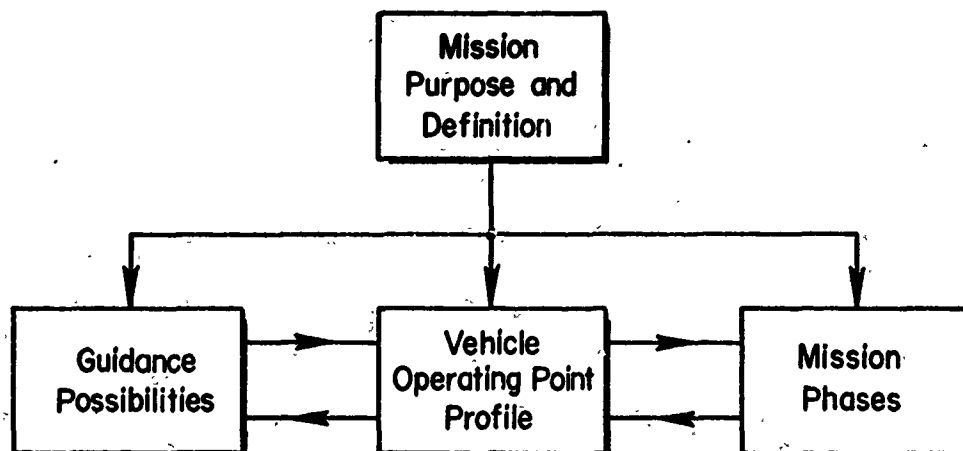 Mission
Purpose and
Definition
Guidance
Possibilities
Vehicle
Operating Point
Profile
Mission
Phases